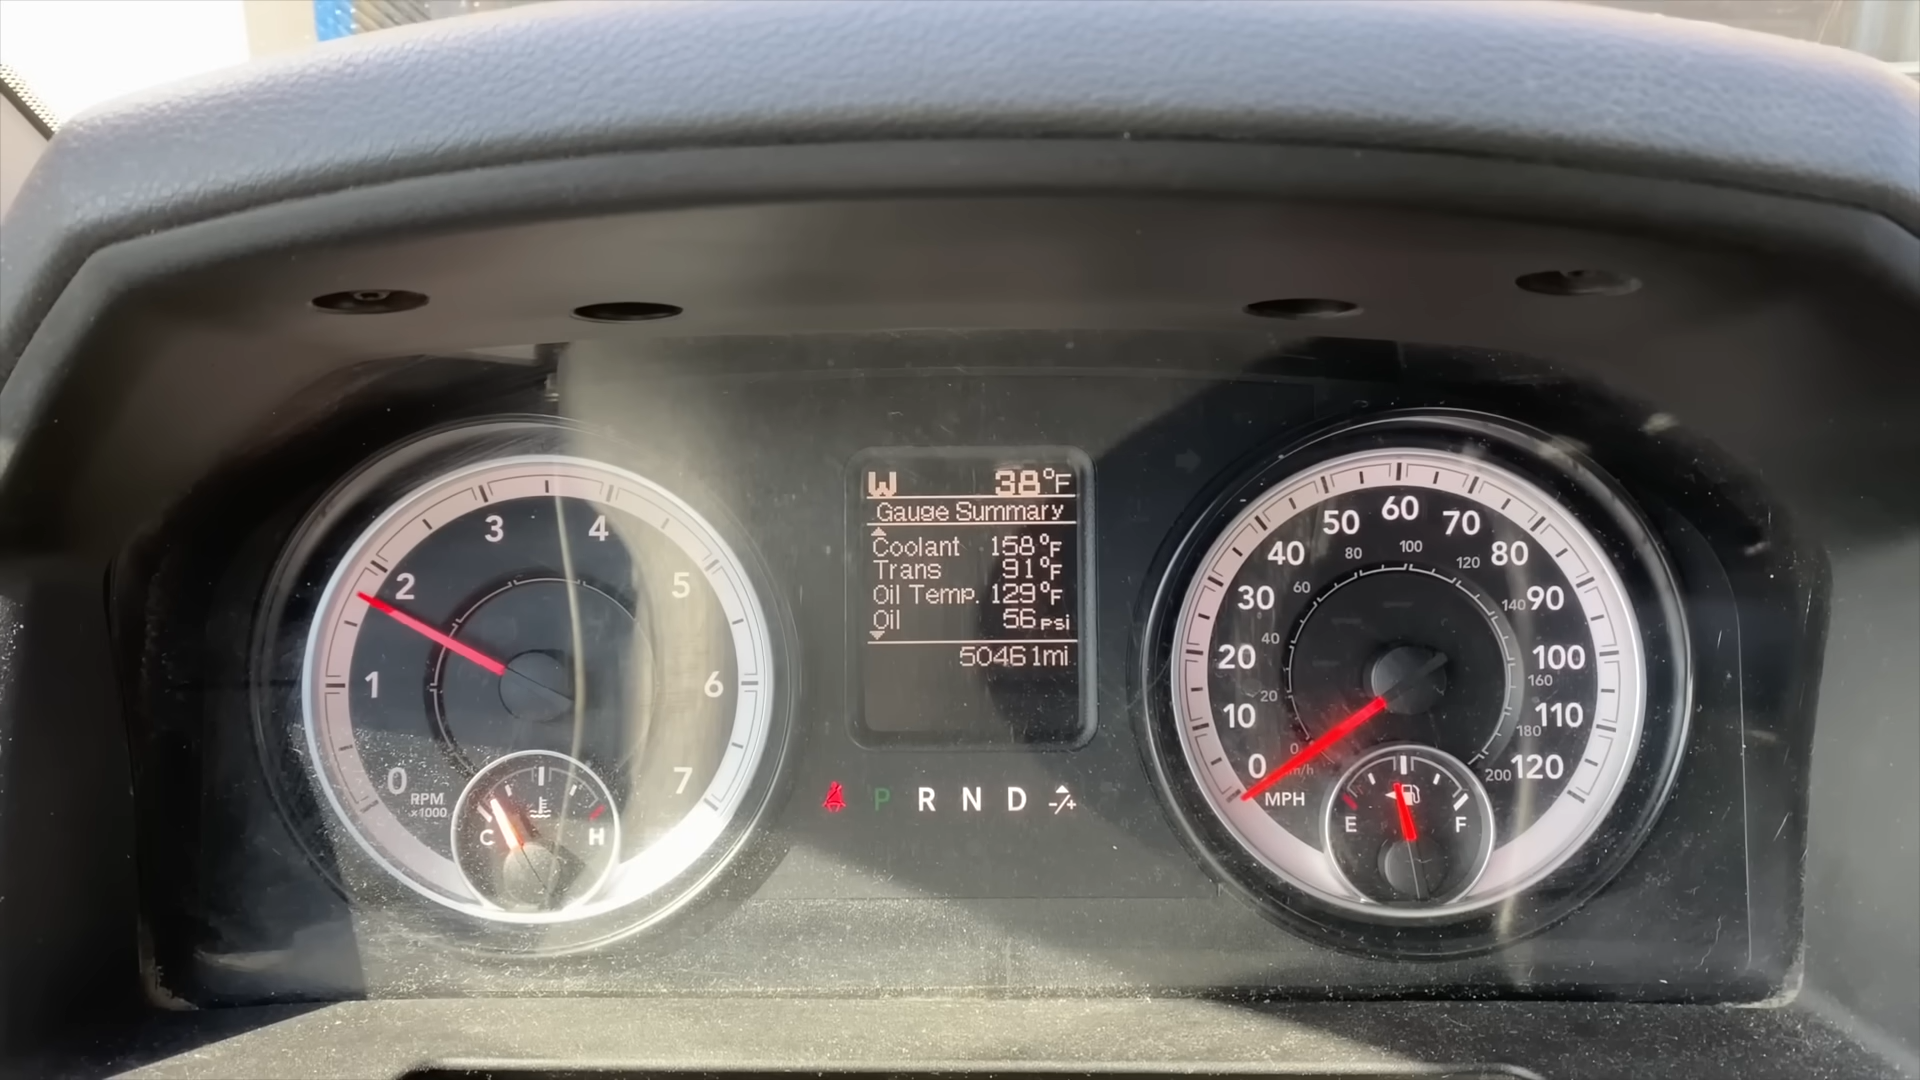 W 38°F
Gauge Summary
Coolant 158°F
Trans 91°F
Oil Temp. 129°F
Oil 56 PSI
50461mi
P R N D -/+
0 1 2 3 4 5 6 7
RPM
x1000
C H
0 10 20 30 40 50 60 70 80 90 100 110 120
MPH
0 20 40 60 80 100 120 140 160 180 200
km/h
E F